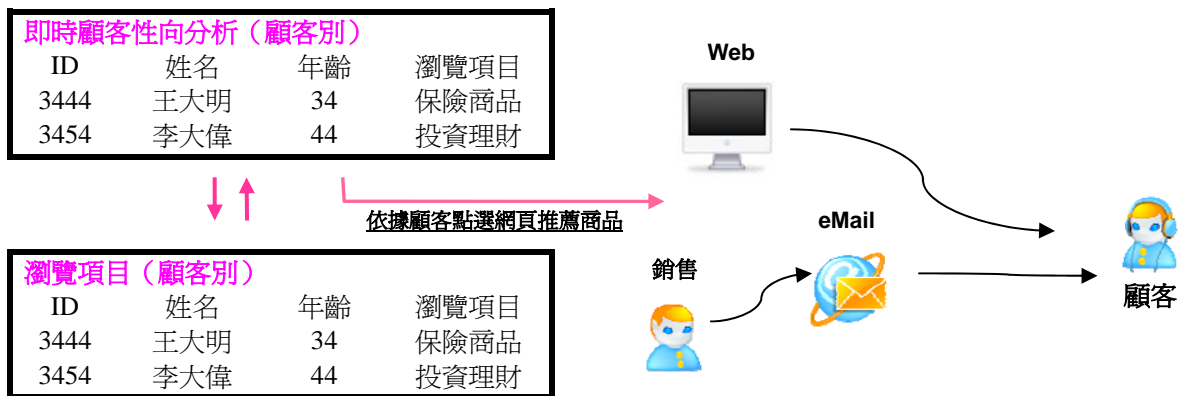 即時顧客性向分析（顧客別）
ID 姓名 年齡 瀏覽項目
3444 王大明 34 保險商品
3454 李大偉 44 投資理財
依據顧客點選網頁推薦商品
瀏覽項目（顧客別）
ID 姓名 年齡 瀏覽項目
3444 王大明 34 保險商品
3454 李大偉 44 投資理財
Web
eMail
銷售
顧客